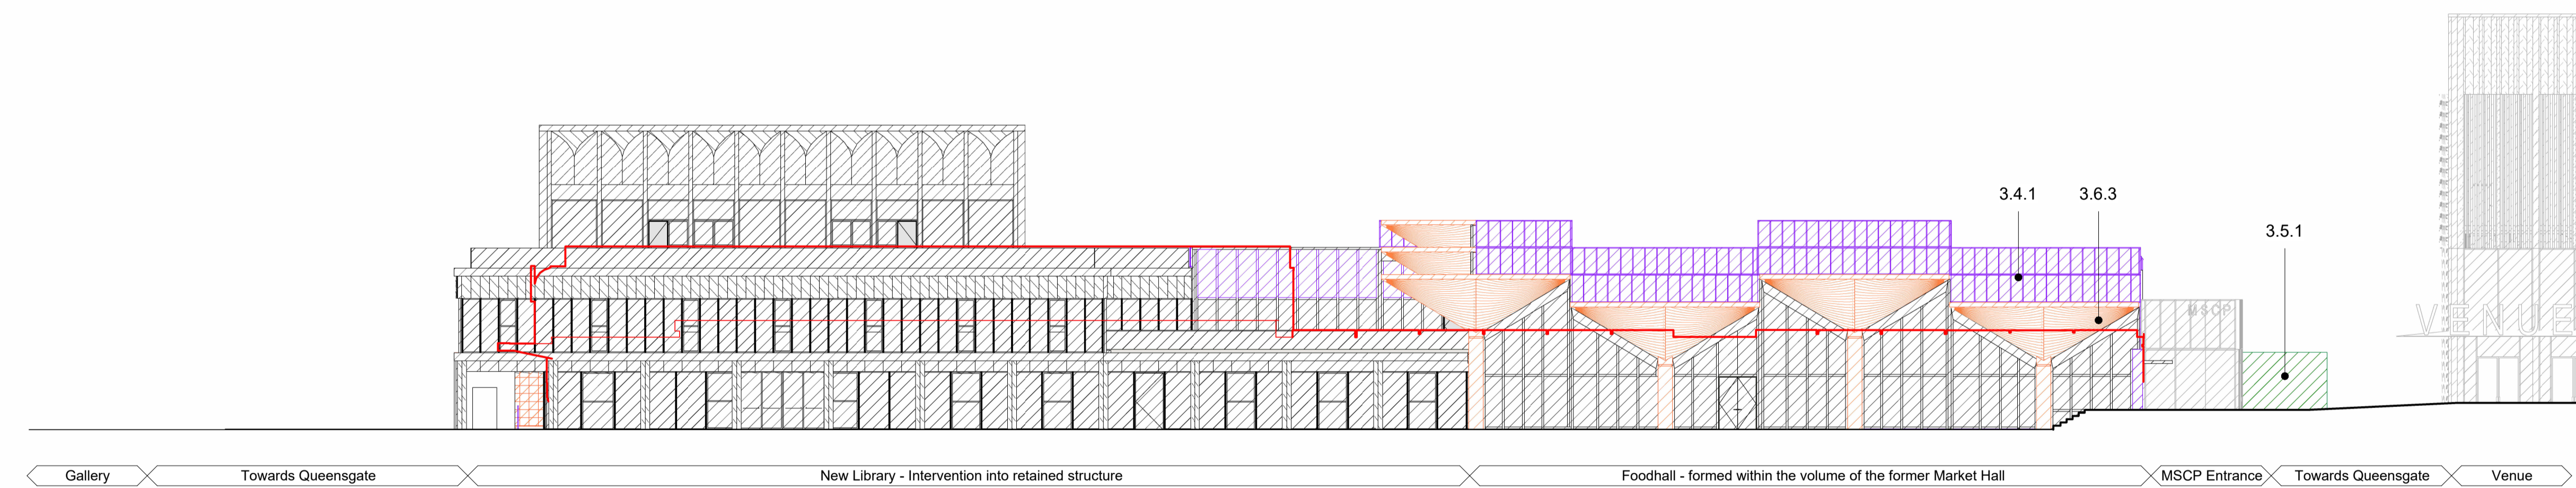 3.4.1
3.6.3
3.5.1
MSCP
VENUE
Gallery
Towards Queensgate
New Library - Intervention into retained structure
Foodhall - formed within the volume of the former Market Hall
MSCP Entrance
Towards Queensgate
Venue